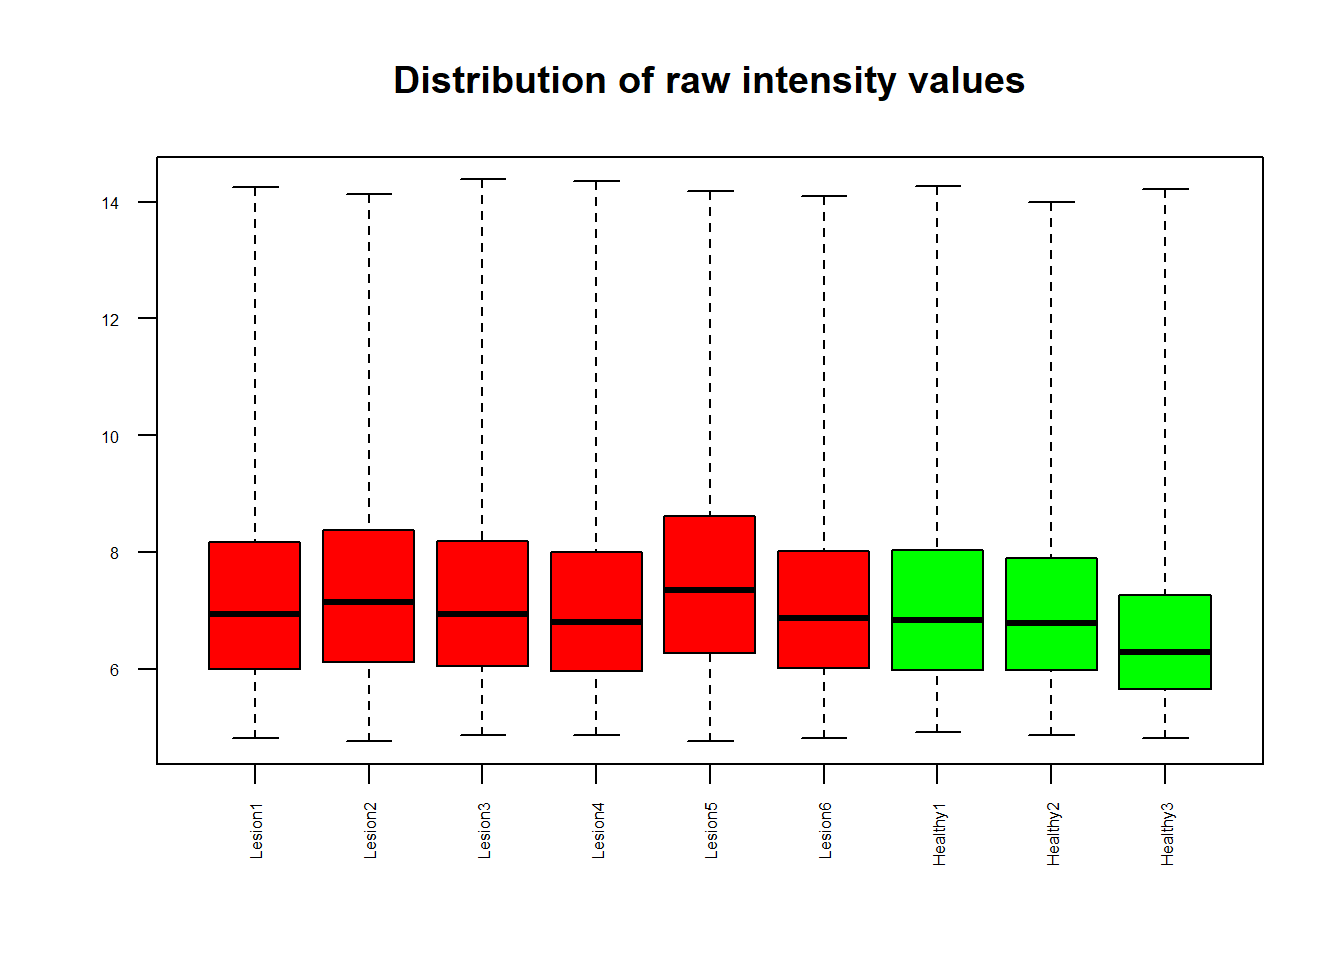 Distribution of raw intensity values
14
12
10
8
6
Lesion1
Lesion2
Lesion3
Lesion4
Lesion5
Lesion6
Healthy1
Healthy2
Healthy3